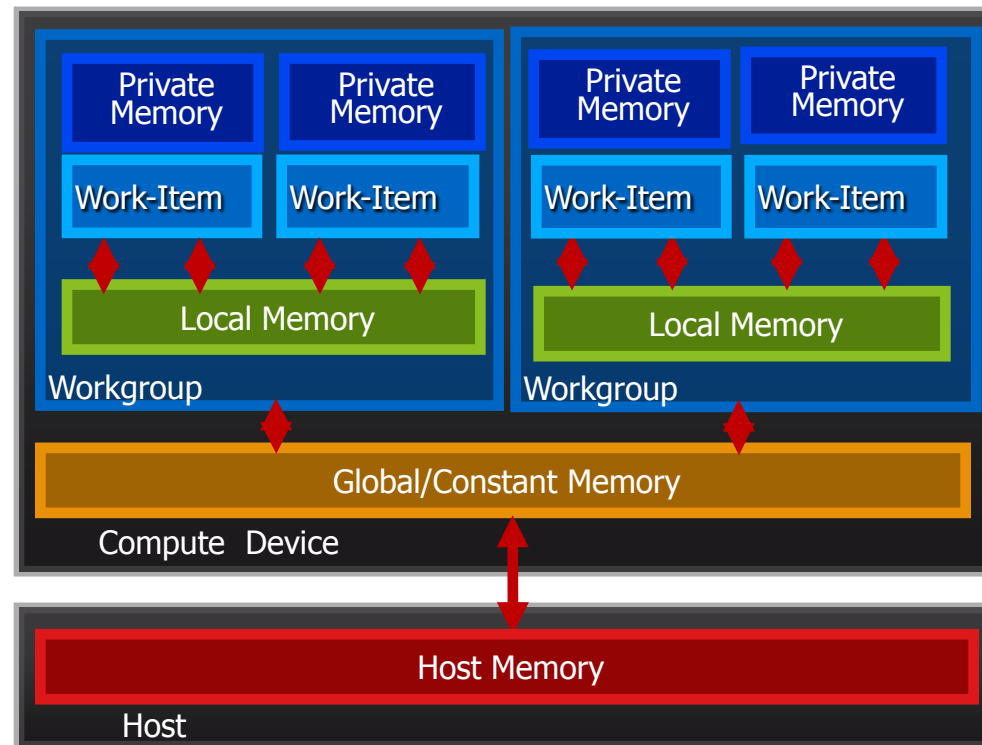 Private
Memory
Private
Memory
Private
Memory
Private
Memory
Work-Item
Work-Item
Work-Item
Work-Item
Local Memory
Local Memory
Workgroup
Workgroup
Global/Constant Memory
Compute Device
Host Memory
Host